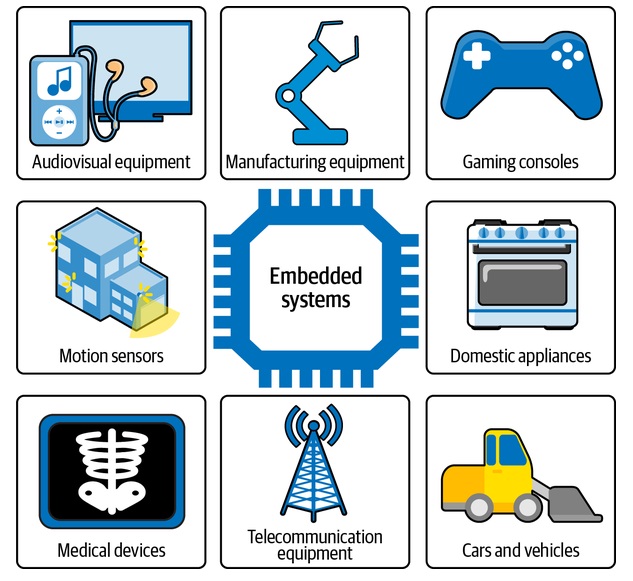 Audiovisual equipment
Manufacturing equipment
Gaming consoles
Motion sensors
Embedded
systems
Domestic appliances
Medical devices
Telecommunication
equipment
Cars and vehicles